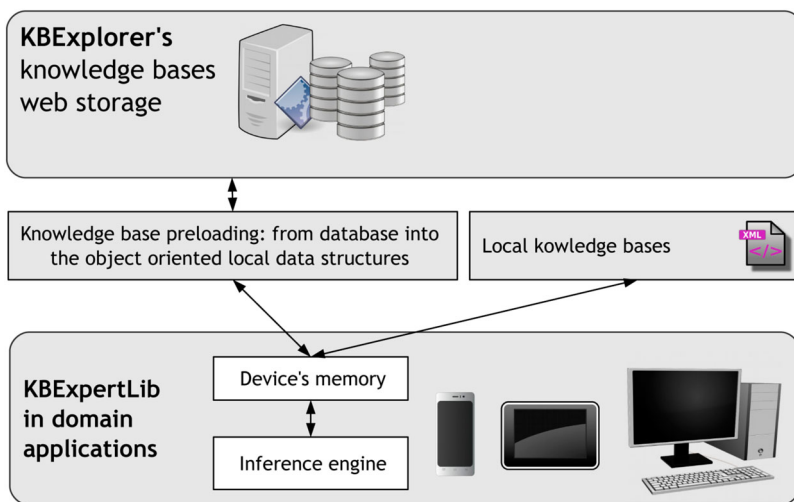 KBExplorer's
knowledge bases
web storage
Knowledge base preloading: from database into
the object oriented local data structures
Local kowledge bases
XML
</>
KBExpertLib
in domain
applications
Device's memory
Inference engine